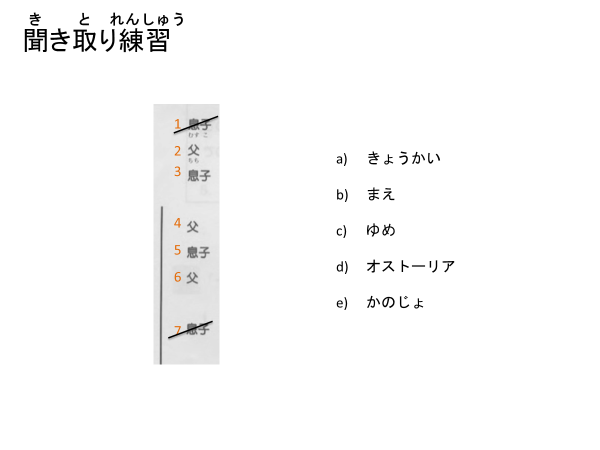 き と れんしゅう
聞き取り練習
1 息子
むすこ
2 父
ちち
3 息子
4 父
5 息子
6 父
7 息子
a) きょうかい
b) まえ
c) ゆめ
d) オストーリア
e) かのじょ